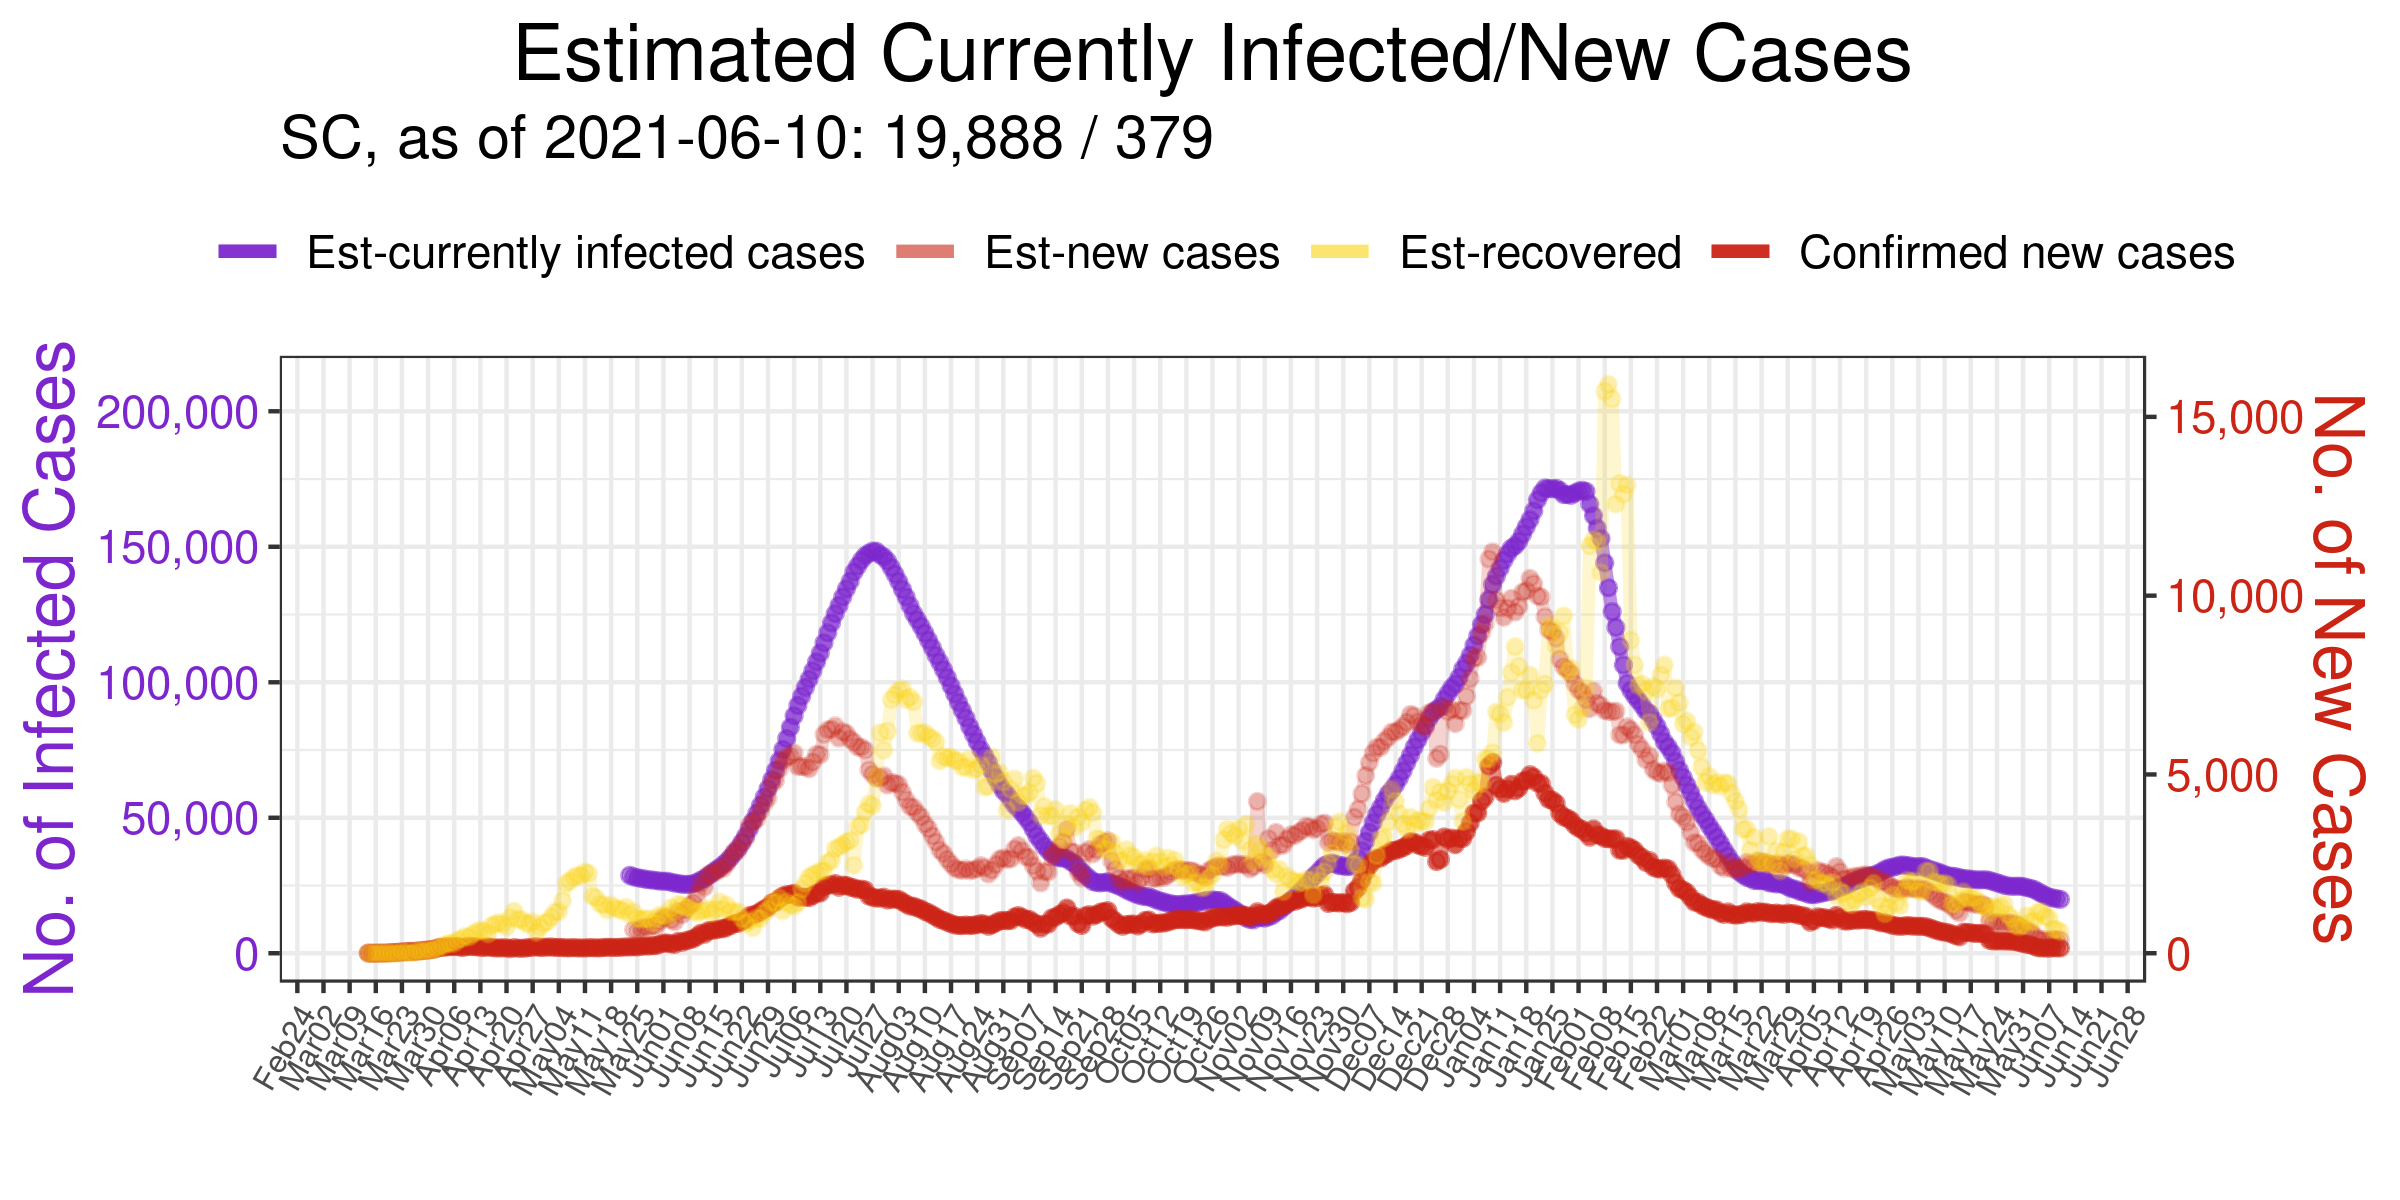 Estimated Currently Infected/New Cases
SC, as of 2021-06-10: 19,888 / 379
Est-currently infected cases Est-new cases Est-recovered Confirmed new cases
No. of Infected Cases
200,000
150,000
100,000
50,000
0
15,000
10,000
5,000
0
No. of New Cases
Feb24 Mar02 Mar09 Mar16 Mar23 Mar30 Apr06 Apr13 Apr20 Apr27 May04 May11 May18 May25 Jun01 Jun08 Jun15 Jun22 Jun29 Jul06 Jul13 Jul20 Jul27 Aug03 Aug10 Aug17 Aug24 Aug31 Sep07 Sep14 Sep21 Sep28 Oct05 Oct12 Oct19 Oct26 Nov02 Nov09 Nov16 Nov23 Nov30 Dec07 Dec14 Dec21 Dec28 Jan04 Jan11 Jan18 Jan25 Feb01 Feb08 Feb15 Feb22 Mar01 Mar08 Mar15 Mar22 Mar29 Apr05 Apr12 Apr19 Apr26 May03 May10 May17 May24 May31 Jun07 Jun14 Jun21 Jun28